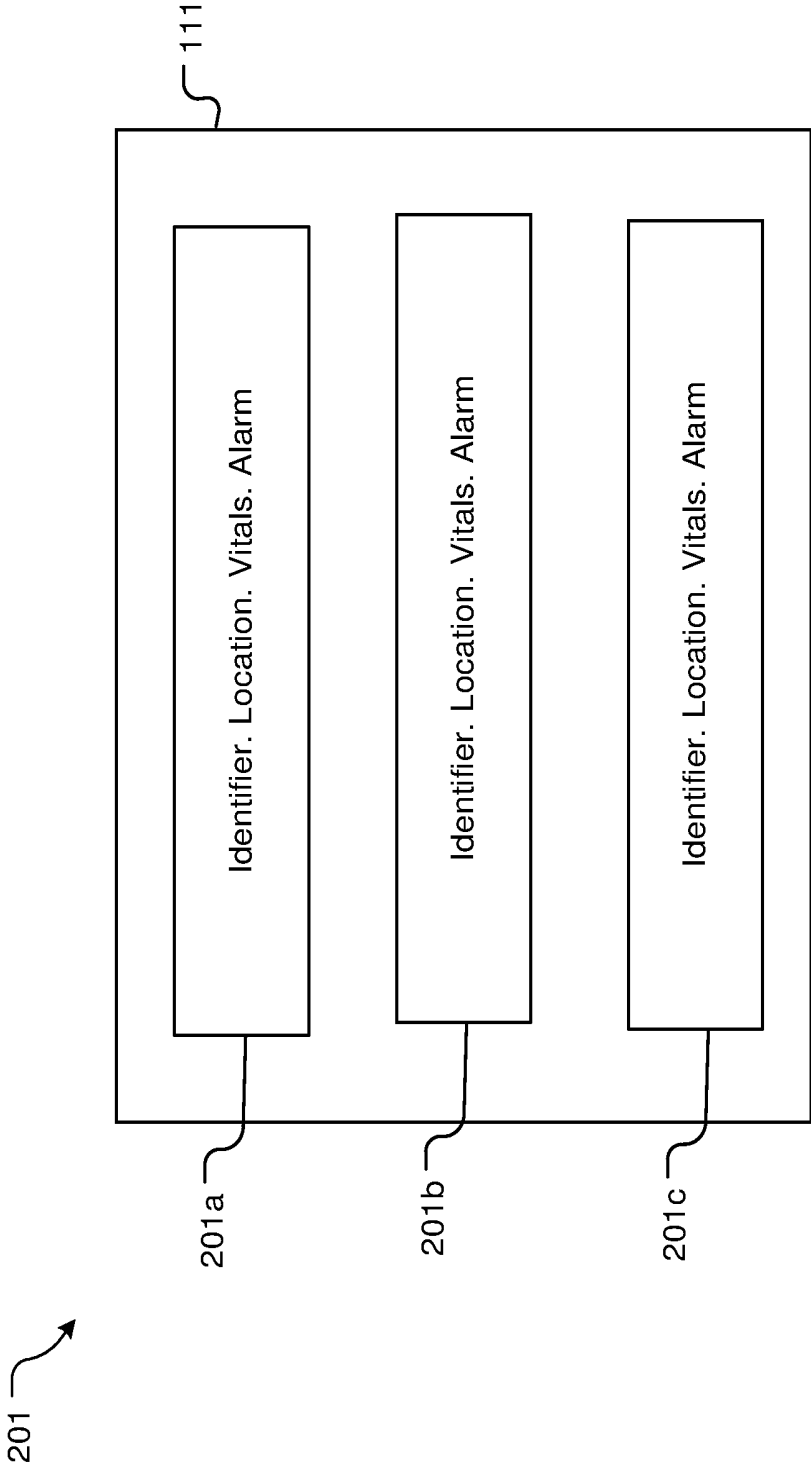 201
111
201a
Identifier. Location. Vitals. Alarm
201b
Identifier. Location. Vitals. Alarm
201c
Identifier. Location. Vitals. Alarm